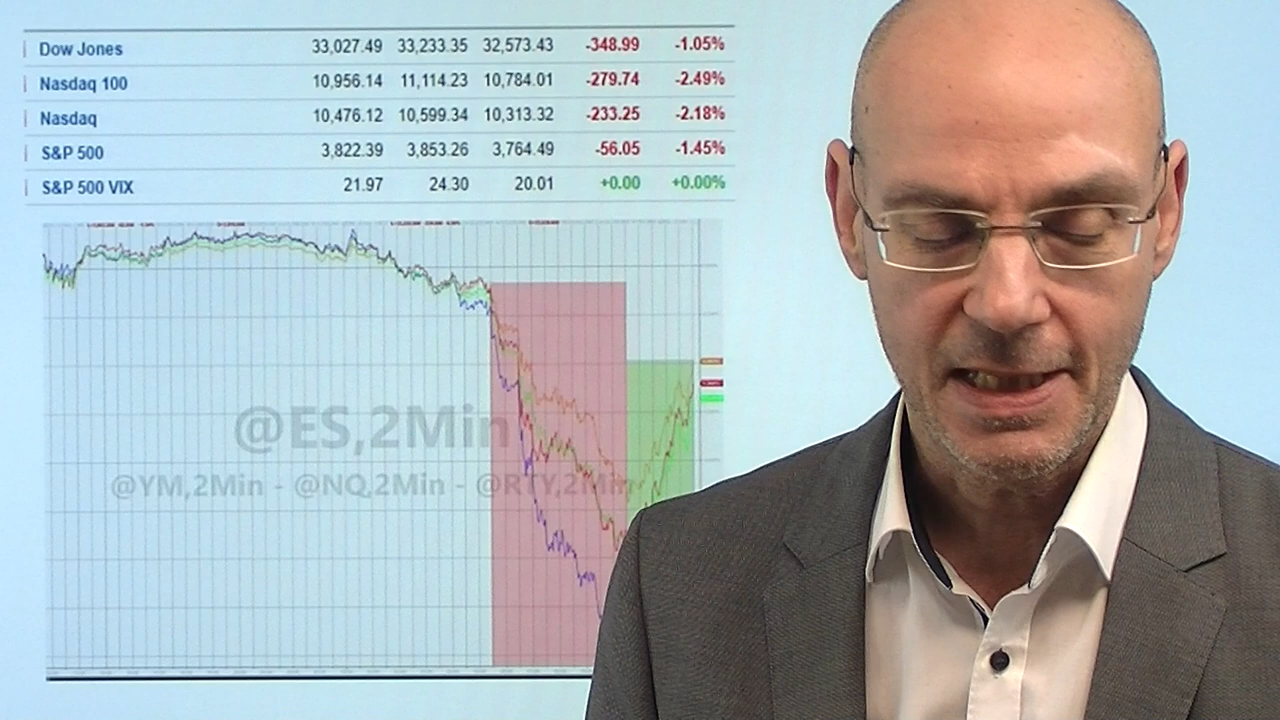 Dow Jones 33,027.49 33,233.35 32,573.43 -348.99 -1.05%
Nasdaq 100 10,956.14 11,114.23 10,784.01 -279.74 -2.49%
Nasdaq 10,476.12 10,599.34 10,313.32 -233.25 -2.18%
S&P 500 3,822.39 3,853.26 3,764.49 -56.05 -1.45%
S&P 500 VIX 21.97 24.30 20.01 +0.00 +0.00%
@ES,2Min
@YM,2Min - @NQ,2Min - @RTY,2Min